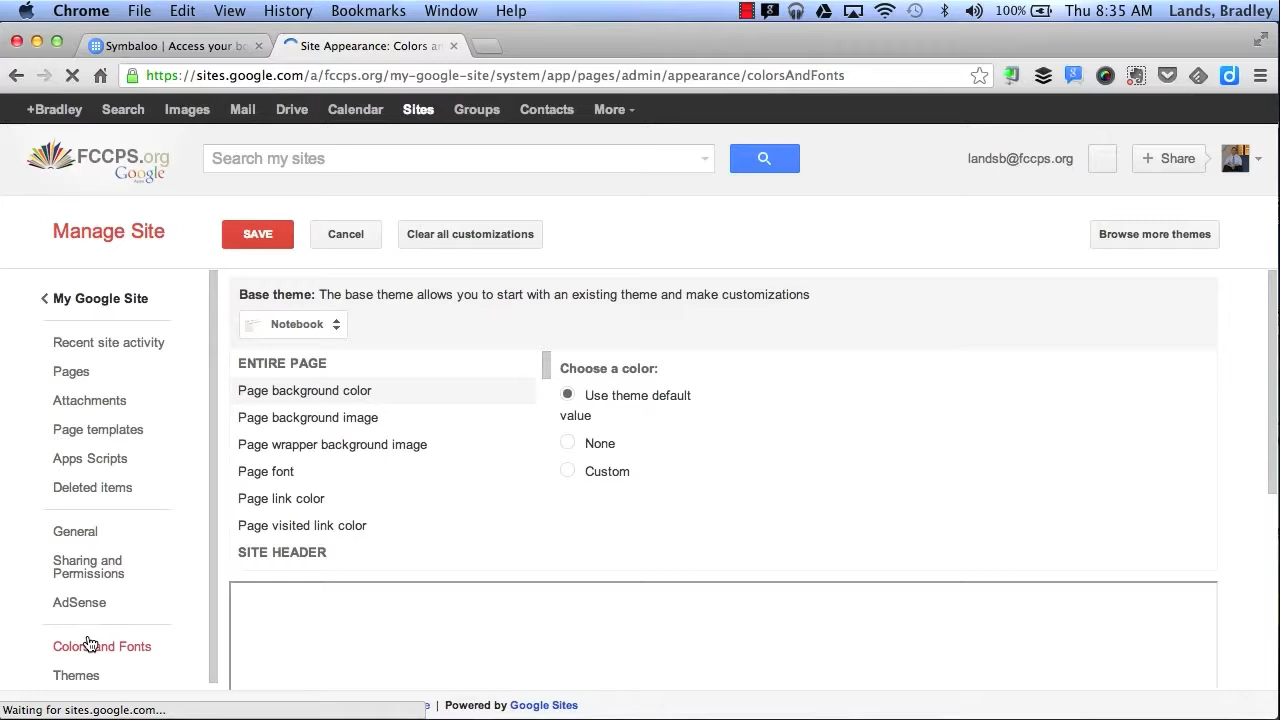 Chrome File Edit View History Bookmarks Window Help 100% Thu 8:35 AM Lands, Bradley
Symbaloo | Access your bo
Site Appearance: Colors an
https://sites.google.com/a/fccps.org/my-google-site/system/app/pages/admin/appearance/colorsAndFonts
+Bradley Search Images Mail Drive Calendar Sites Groups Contacts More
FCCPS.org
Google
Search my sites
landsb@fccps.org
+ Share
Manage Site
SAVE
Cancel
Clear all customizations
Browse more themes
My Google Site
Recent site activity
Pages
Attachments
Page templates
Apps Scripts
Deleted items
General
Sharing and
Permissions
AdSense
Colors and Fonts
Themes
Base theme: The base theme allows you to start with an existing theme and make customizations
Notebook
ENTIRE PAGE
Page background color
Page background image
Page wrapper background image
Page font
Page link color
Page visited link color
SITE HEADER
Choose a color:
Use theme default
value
None
Custom
Waiting for sites.google.com...
e | Powered by Google Sites